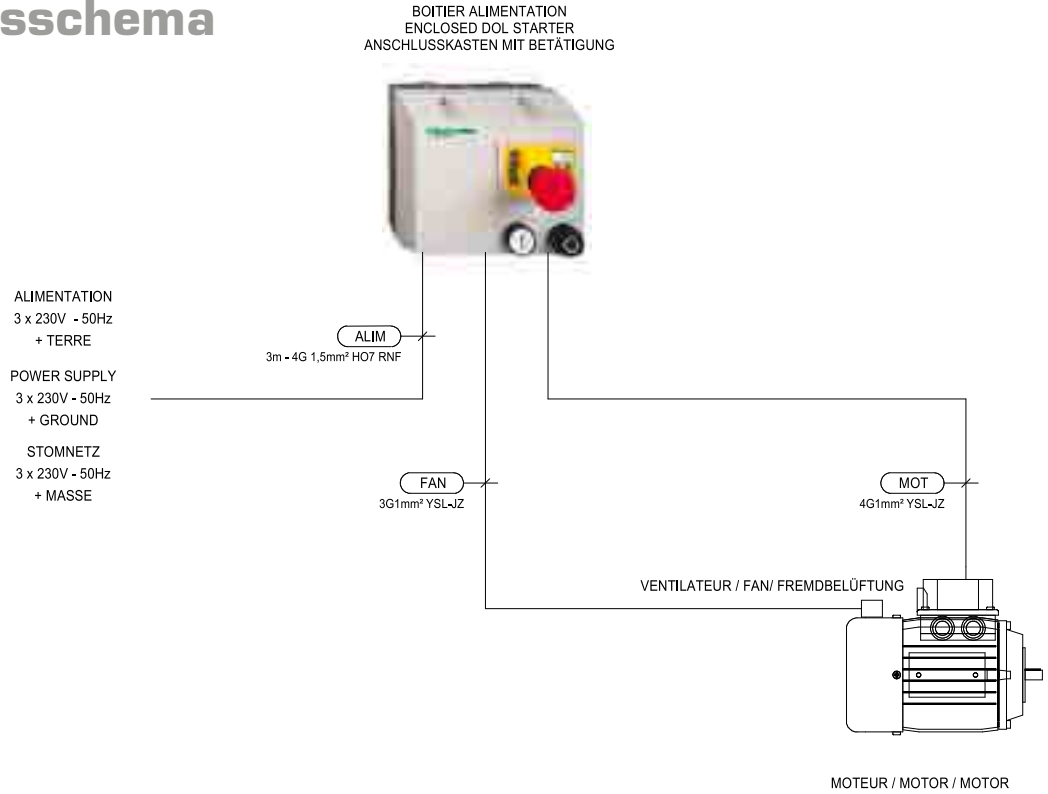 sschema
BOITIER ALIMENTATION
ENCLOSED DOL STARTER
ANSCHLUSSKASTEN MIT BETÄTIGUNG
ALIMENTATION
3 x 230V - 50Hz
+ TERRE
ALIM
3m - 4G 1,5mm² HO7 RNF
POWER SUPPLY
3 x 230V - 50Hz
+ GROUND
STOMNETZ
3 x 230V - 50Hz
+ MASSE
FAN
3G1mm² YSL-JZ
MOT
4G1mm² YSL-JZ
VENTILATEUR / FAN/ FREMDBELÜFTUNG
MOTEUR / MOTOR / MOTOR